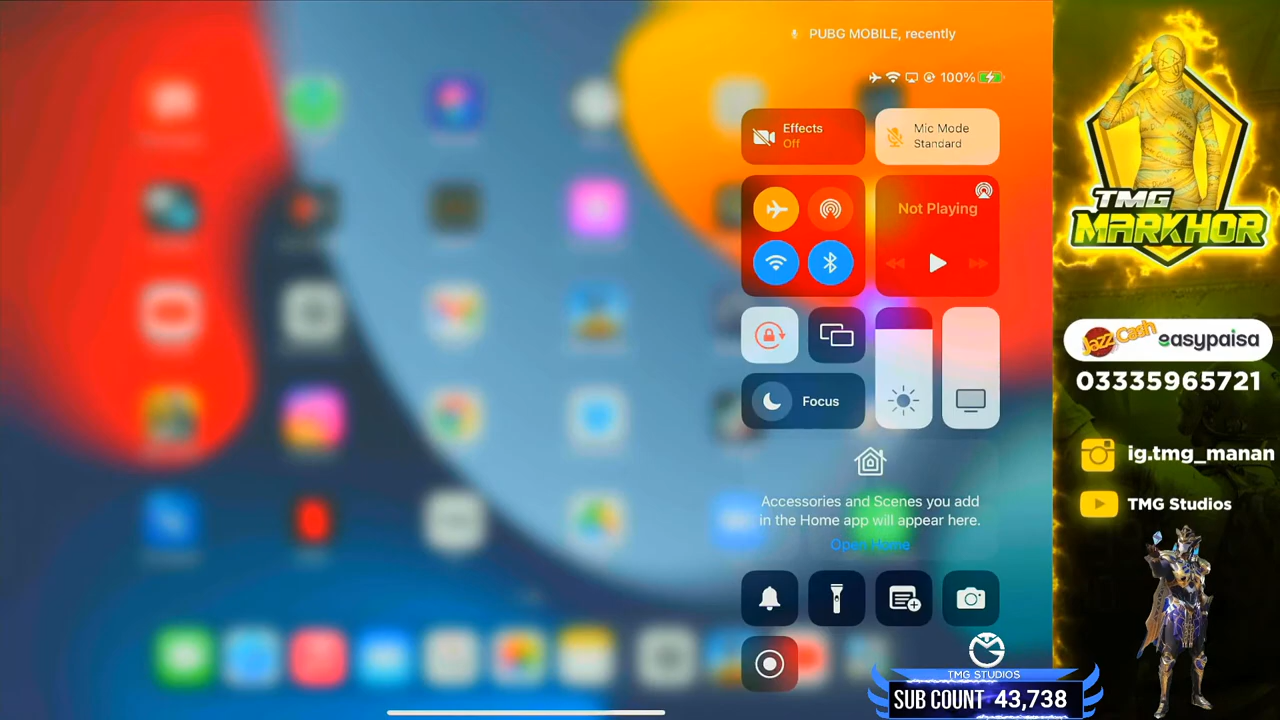 PUBG MOBILE, recently
100%
Effects
Off
Mic Mode
Standard
Not Playing
Focus
Accessories and Scenes you add
in the Home app will appear here.
Open Home
TMG STUDIOS
SUB COUNT 43,738
TMG
MARKHOR
JazzCash easypaisa
03335965721
ig.tmg_manan
TMG Studios